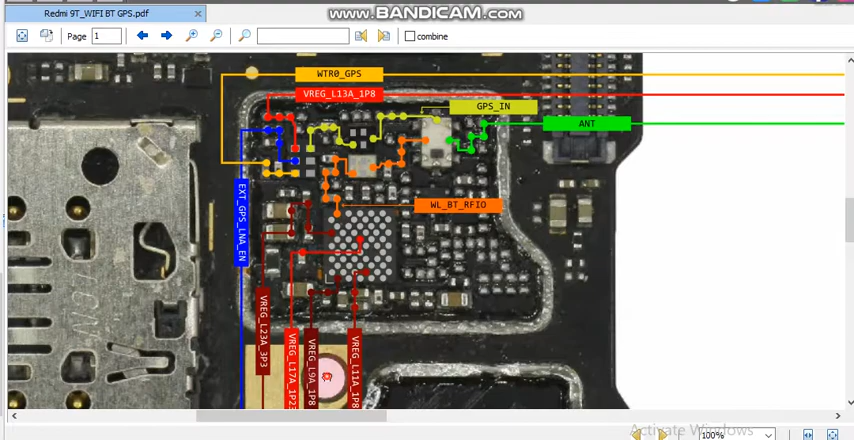 WWW.BANDICAM.COM
Redmi 9T_WIFI BT GPS.pdf
Page 1
combine
WTR0_GPS
VREG_L13A_1P8
GPS_IN
ANT
EXT_GPS_LNA_EN
WL_BT_RFIO
VREG_L23A_3P3
VREG_L17A_1P23
VREG_L9A_1P8
VREG_L11A_1P8
Activate Windows
100%